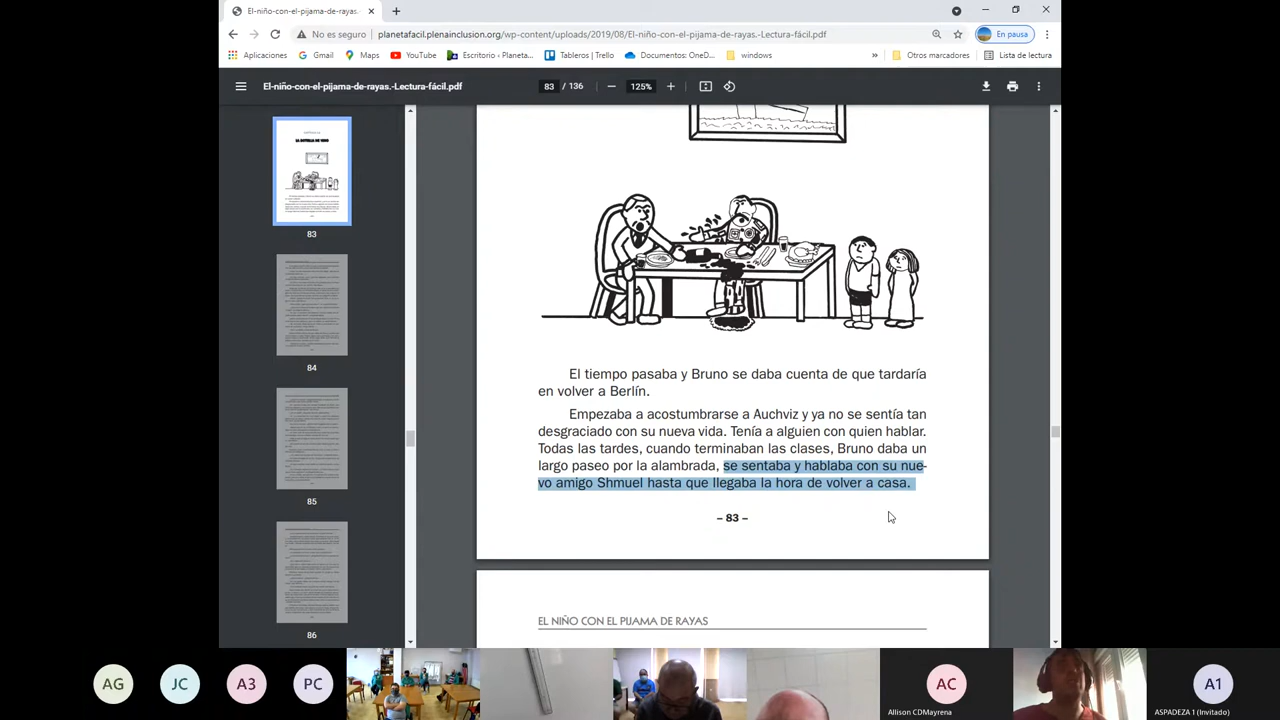 El-niño-con-el-pijama-de-rayas.-L
No es seguro planetafacil.plenainclusion.org/wp-content/uploads/2019/08/El-niño-con-el-pijama-de-rayas.-Lectura-fácil.pdf En pausa
Aplicaciones Gmail Maps YouTube Escritorio ‹ Planeta... Tableros | Trello Documentos: OneD... windows » Otros marcadores Lista de lectura
El-niño-con-el-pijama-de-rayas.-Lectura-fácil.pdf 83 / 136 125%
83
84
85
86
El tiempo pasaba y Bruno se daba cuenta de que tardaría
en volver a Berlín.
Empezaba a acostumbrarse a Auchviz y ya no se sentía tan
desgraciado con su nueva vida. Tenía a alguien con quien hablar.
Todas las tardes, cuando terminaban las clases, Bruno daba un
largo paseo por la alambrada, se sentaba y hablaba con su nue-
vo amigo Shmuel hasta que llegaba la hora de volver a casa.
– 83 –
EL NIÑO CON EL PIJAMA DE RAYAS
AG JC A3 PC AC A1
Allison CDMayrena ASPADEZA 1 (Invitado)